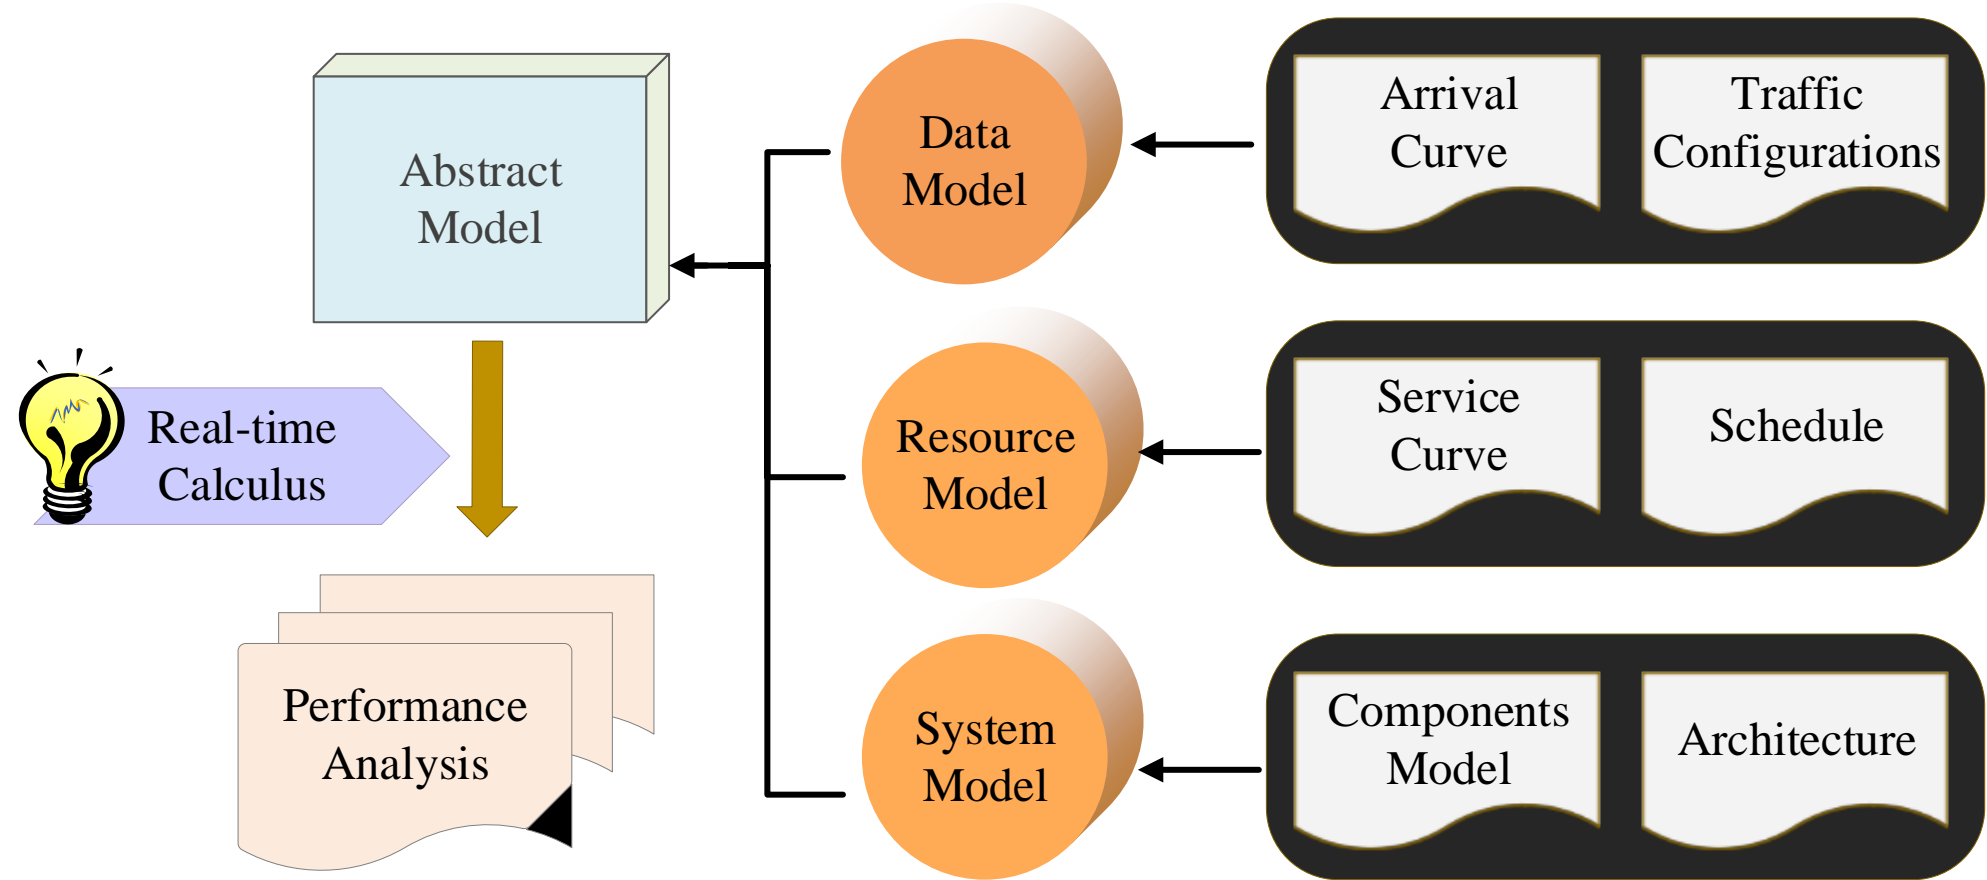 Abstract
Model
Data
Model
Arrival
Curve
Traffic
Configurations
Real-time
Calculus
Resource
Model
Service
Curve
Schedule
Performance
Analysis
System
Model
Components
Model
Architecture